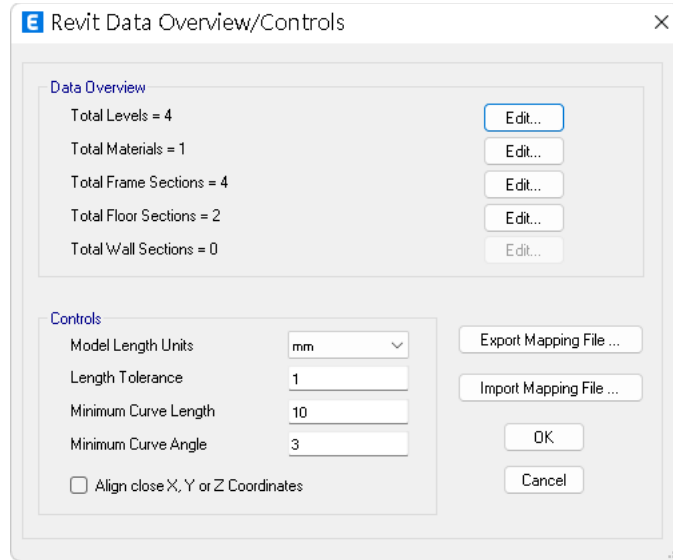 E Revit Data Overview/Controls
Data Overview
Total Levels = 4 Edit...
Total Materials = 1 Edit...
Total Frame Sections = 4 Edit...
Total Floor Sections = 2 Edit...
Total Wall Sections = 0 Edit...
Controls
Model Length Units mm Export Mapping File ...
Length Tolerance 1 Import Mapping File ...
Minimum Curve Length 10
Minimum Curve Angle 3 OK
Align close X, Y or Z Coordinates Cancel